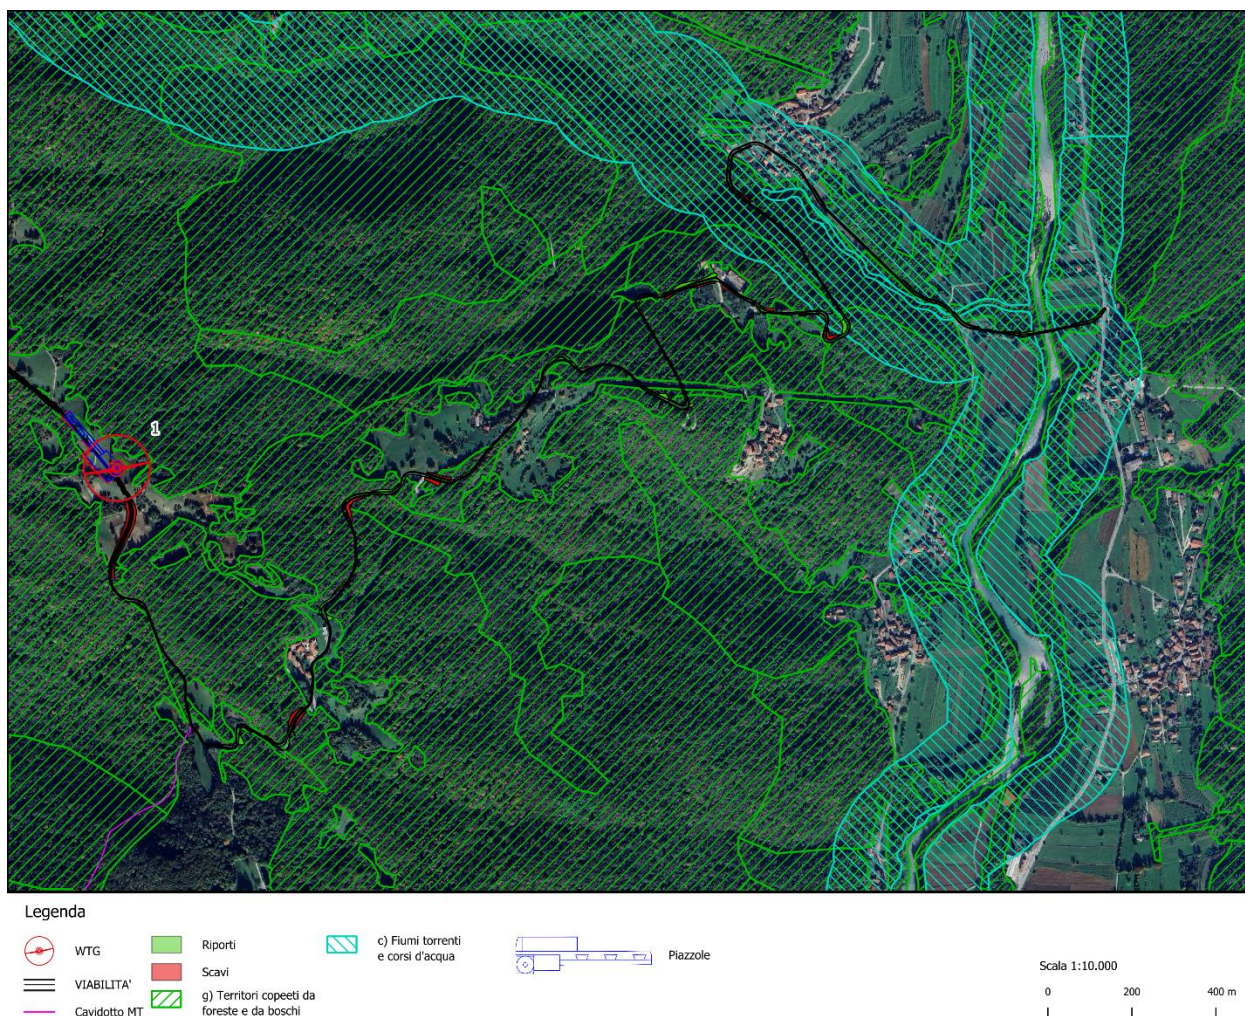 1
Legenda
WTG
VIABILITA'
Cavidotto MT
Riporti
Scavi
g) Territori copeeti da
foreste e da boschi
c) Fiumi torrenti
e corsi d'acqua
Piazzole
Scala 1:10.000
0 200 400 m